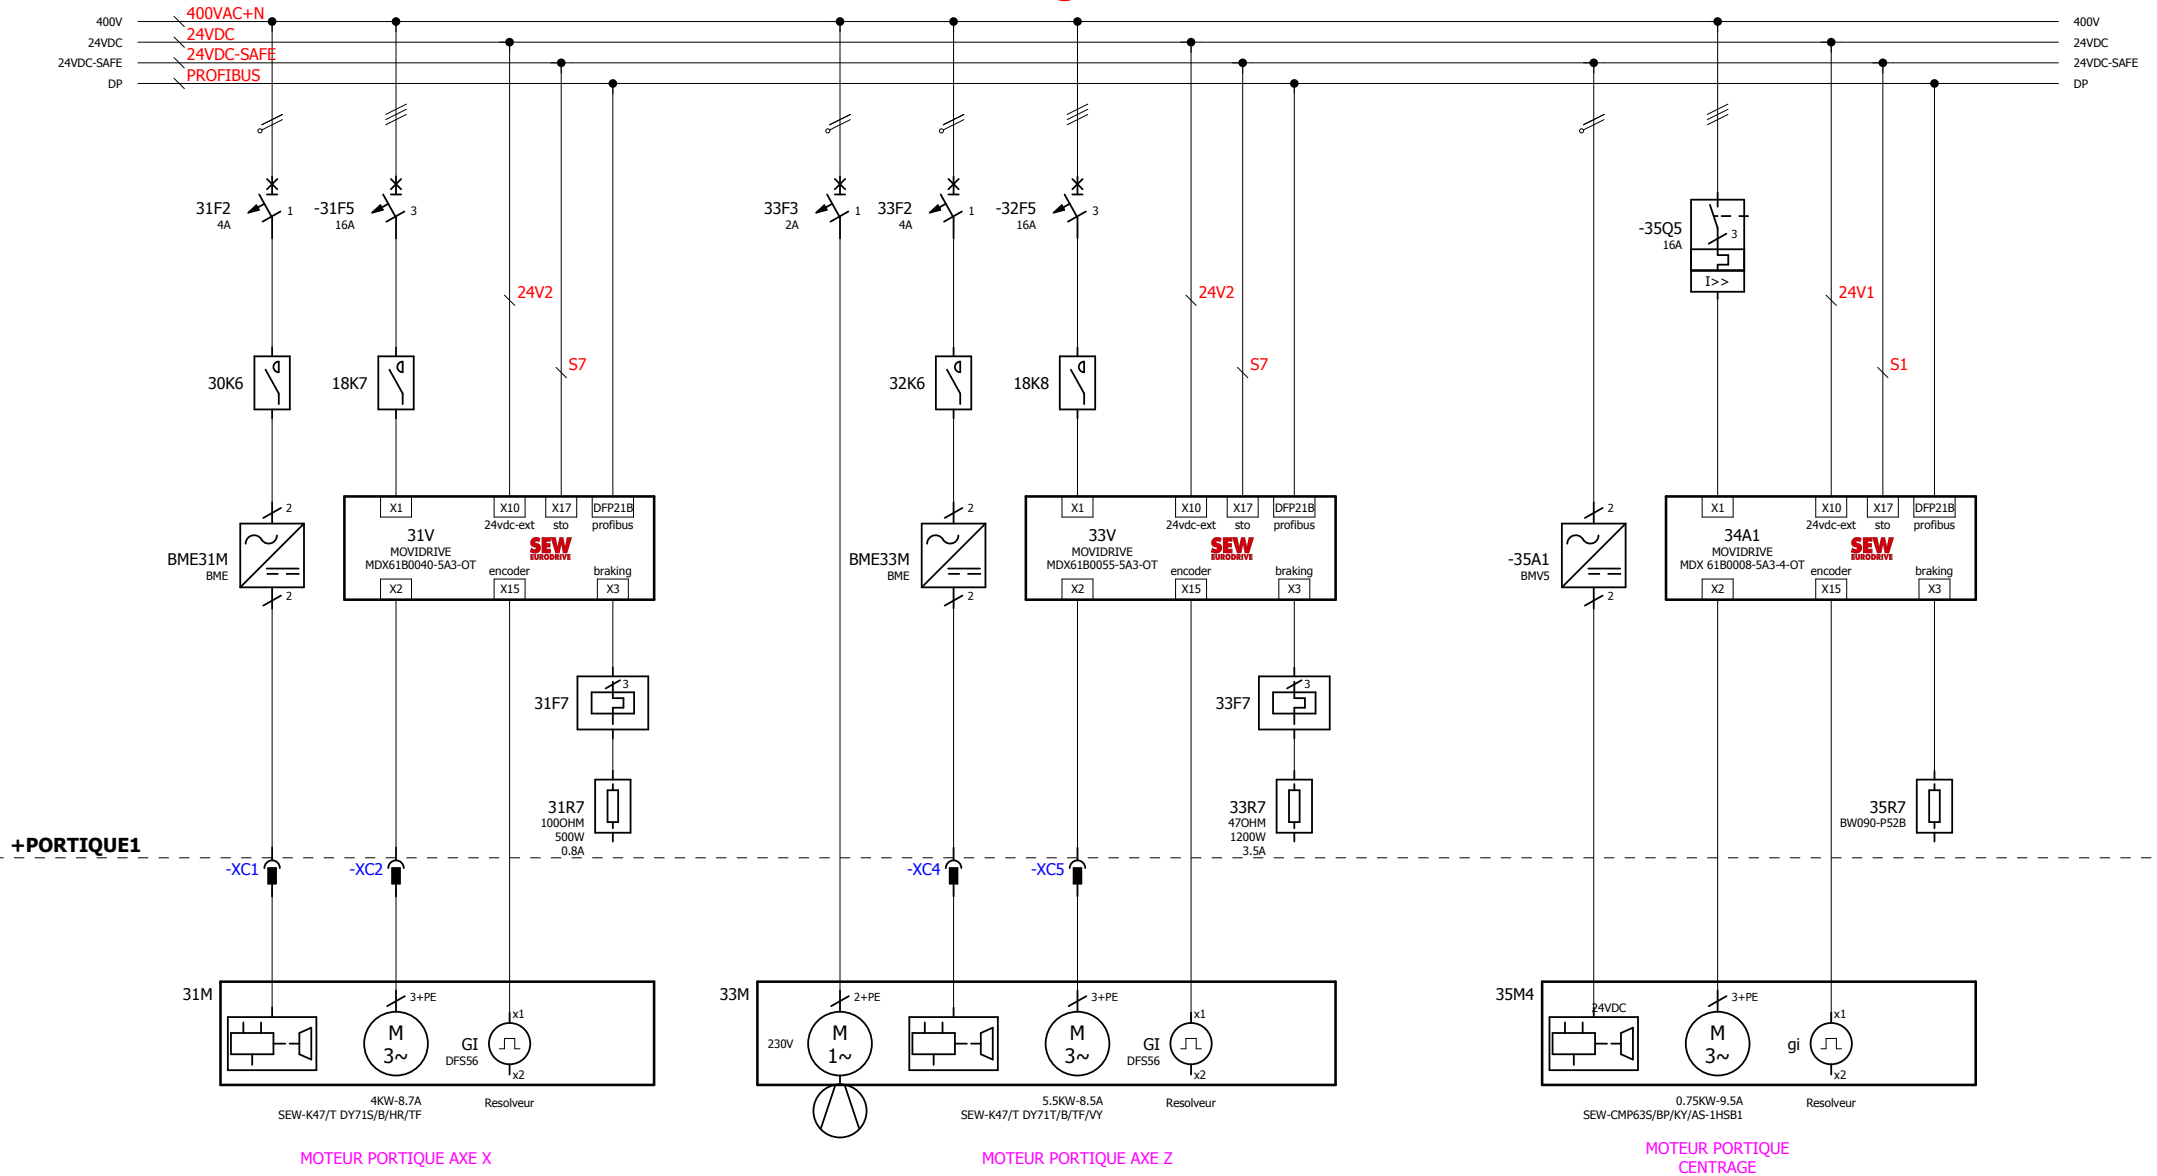 400V
400VAC+N
400V
24VDC
24VDC
24VDC
24VDC-SAFE
24VDC-SAFE
24VDC-SAFE
DP
PROFIBUS
DP
31F2
4A
1
-31F5
16A
3
33F3
2A
1
33F2
4A
1
-32F5
16A
3
-35Q5
16A
3
I>>
24V2
24V2
24V1
S7
S7
S1
30K6
18K7
32K6
18K8
2
BME31M
BME
2
X1
X10
X17
DFP21B
24vdc-ext
sto
profibus
31V
MOVIDRIVE
MDX61B0040-5A3-OT
SEW
EURODRIVE
encoder
braking
X2
X15
X3
2
BME33M
BME
2
X1
X10
X17
DFP21B
24vdc-ext
sto
profibus
33V
MOVIDRIVE
MDX61B0055-5A3-OT
SEW
EURODRIVE
encoder
braking
X2
X15
X3
2
-35A1
BMV5
2
X1
X10
X17
DFP21B
24vdc-ext
sto
profibus
34A1
MOVIDRIVE
MDX 61B0008-5A3-4-OT
SEW
EURODRIVE
encoder
braking
X2
X15
X3
31F7
3
33F7
3
31R7
100OHM
500W
0.8A
33R7
47OHM
1200W
3.5A
35R7
BW090-P52B
+PORTIQUE1
-XC1
-XC2
-XC4
-XC5
31M
3+PE
M
3~
GI
DFS56
x1
x2
4KW-8.7A
SEW-K47/T DY71S/B/HR/TF
Resolveur
MOTEUR PORTIQUE AXE X
33M
2+PE
230V
M
1~
3+PE
M
3~
GI
DFS56
x1
x2
5.5KW-8.5A
SEW-K47/T DY71T/B/TF/VY
Resolveur
MOTEUR PORTIQUE AXE Z
35M4
24VDC
3+PE
M
3~
gi
x1
x2
0.75KW-9.5A
SEW-CMP63S/BP/KY/AS-1HSB1
Resolveur
MOTEUR PORTIQUE
CENTRAGE